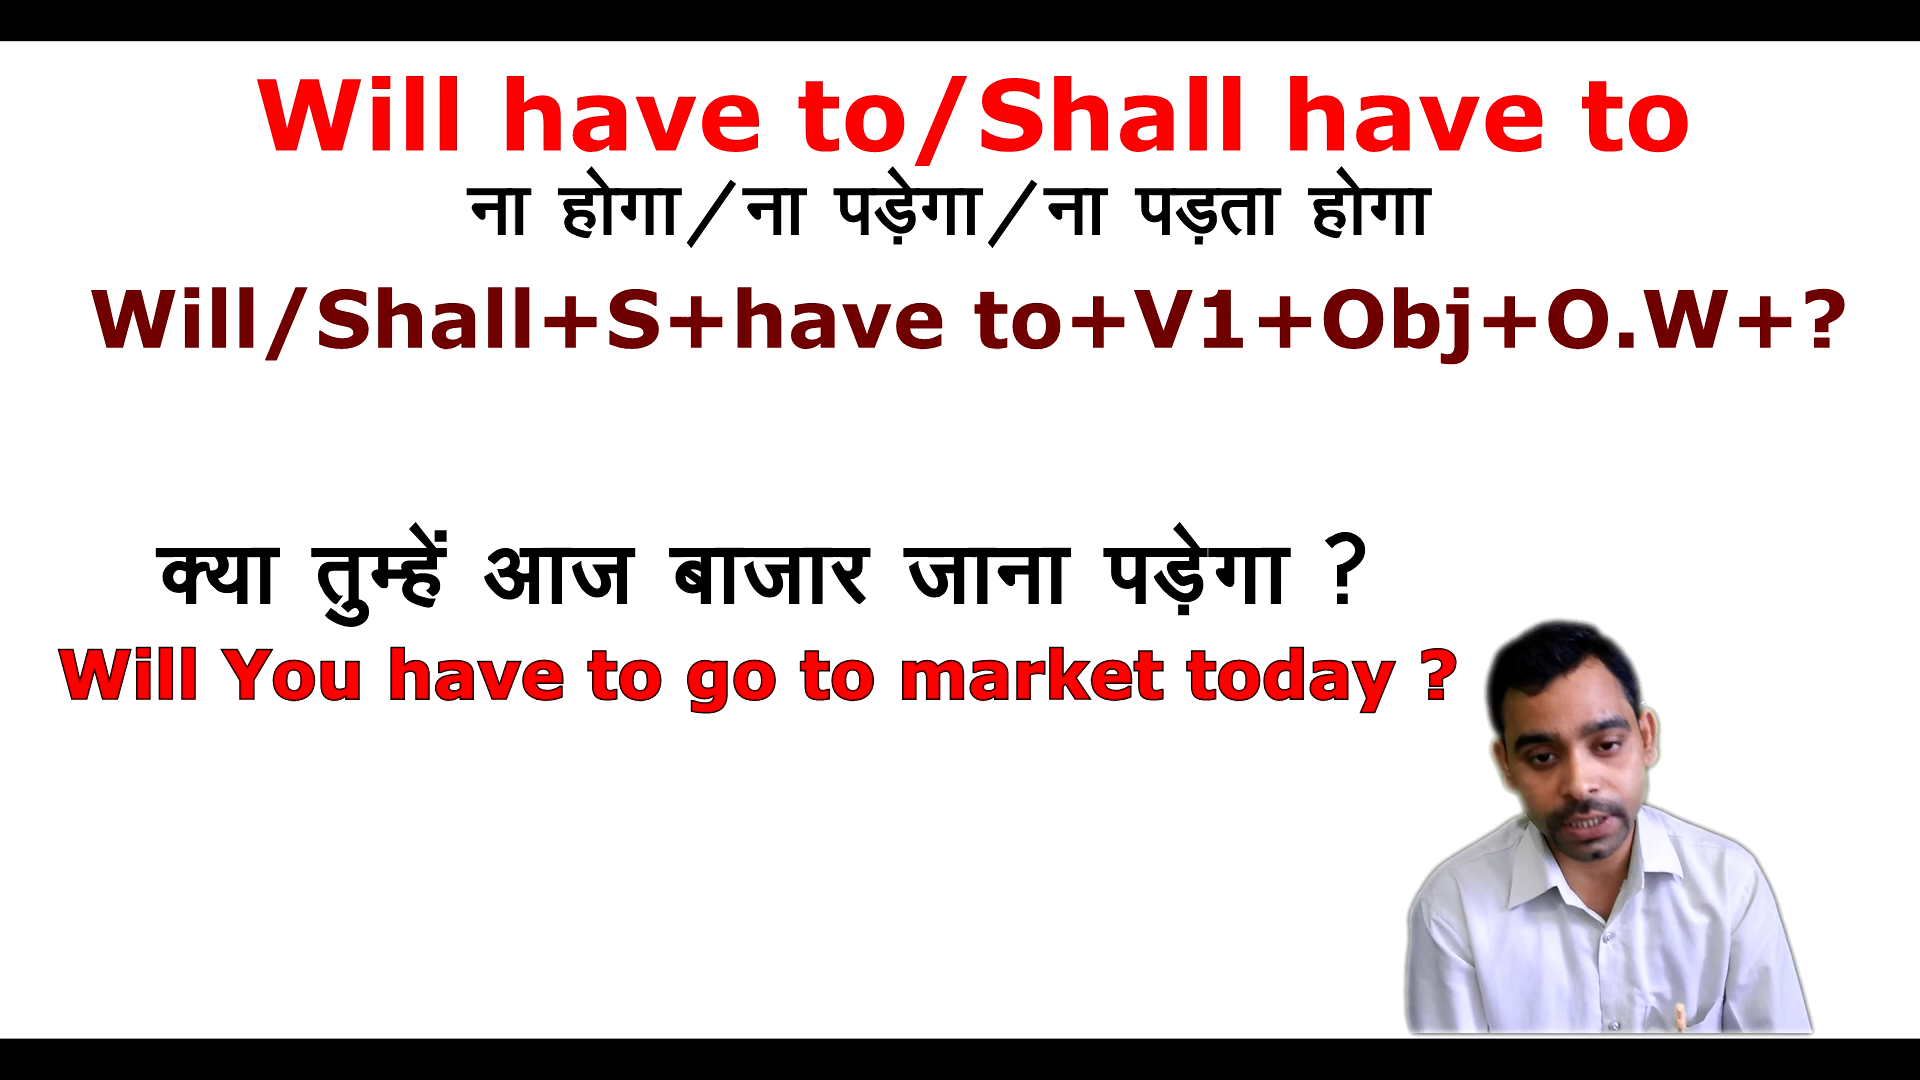 Will have to/Shall have to
ना होगा/ना पड़ेगा/ना पड़ता होगा
Will/Shall+S+have to+V1+Obj+O.W+?
क्या तुम्हें आज बाजार जाना पड़ेगा ?
Will You have to go to market today ?